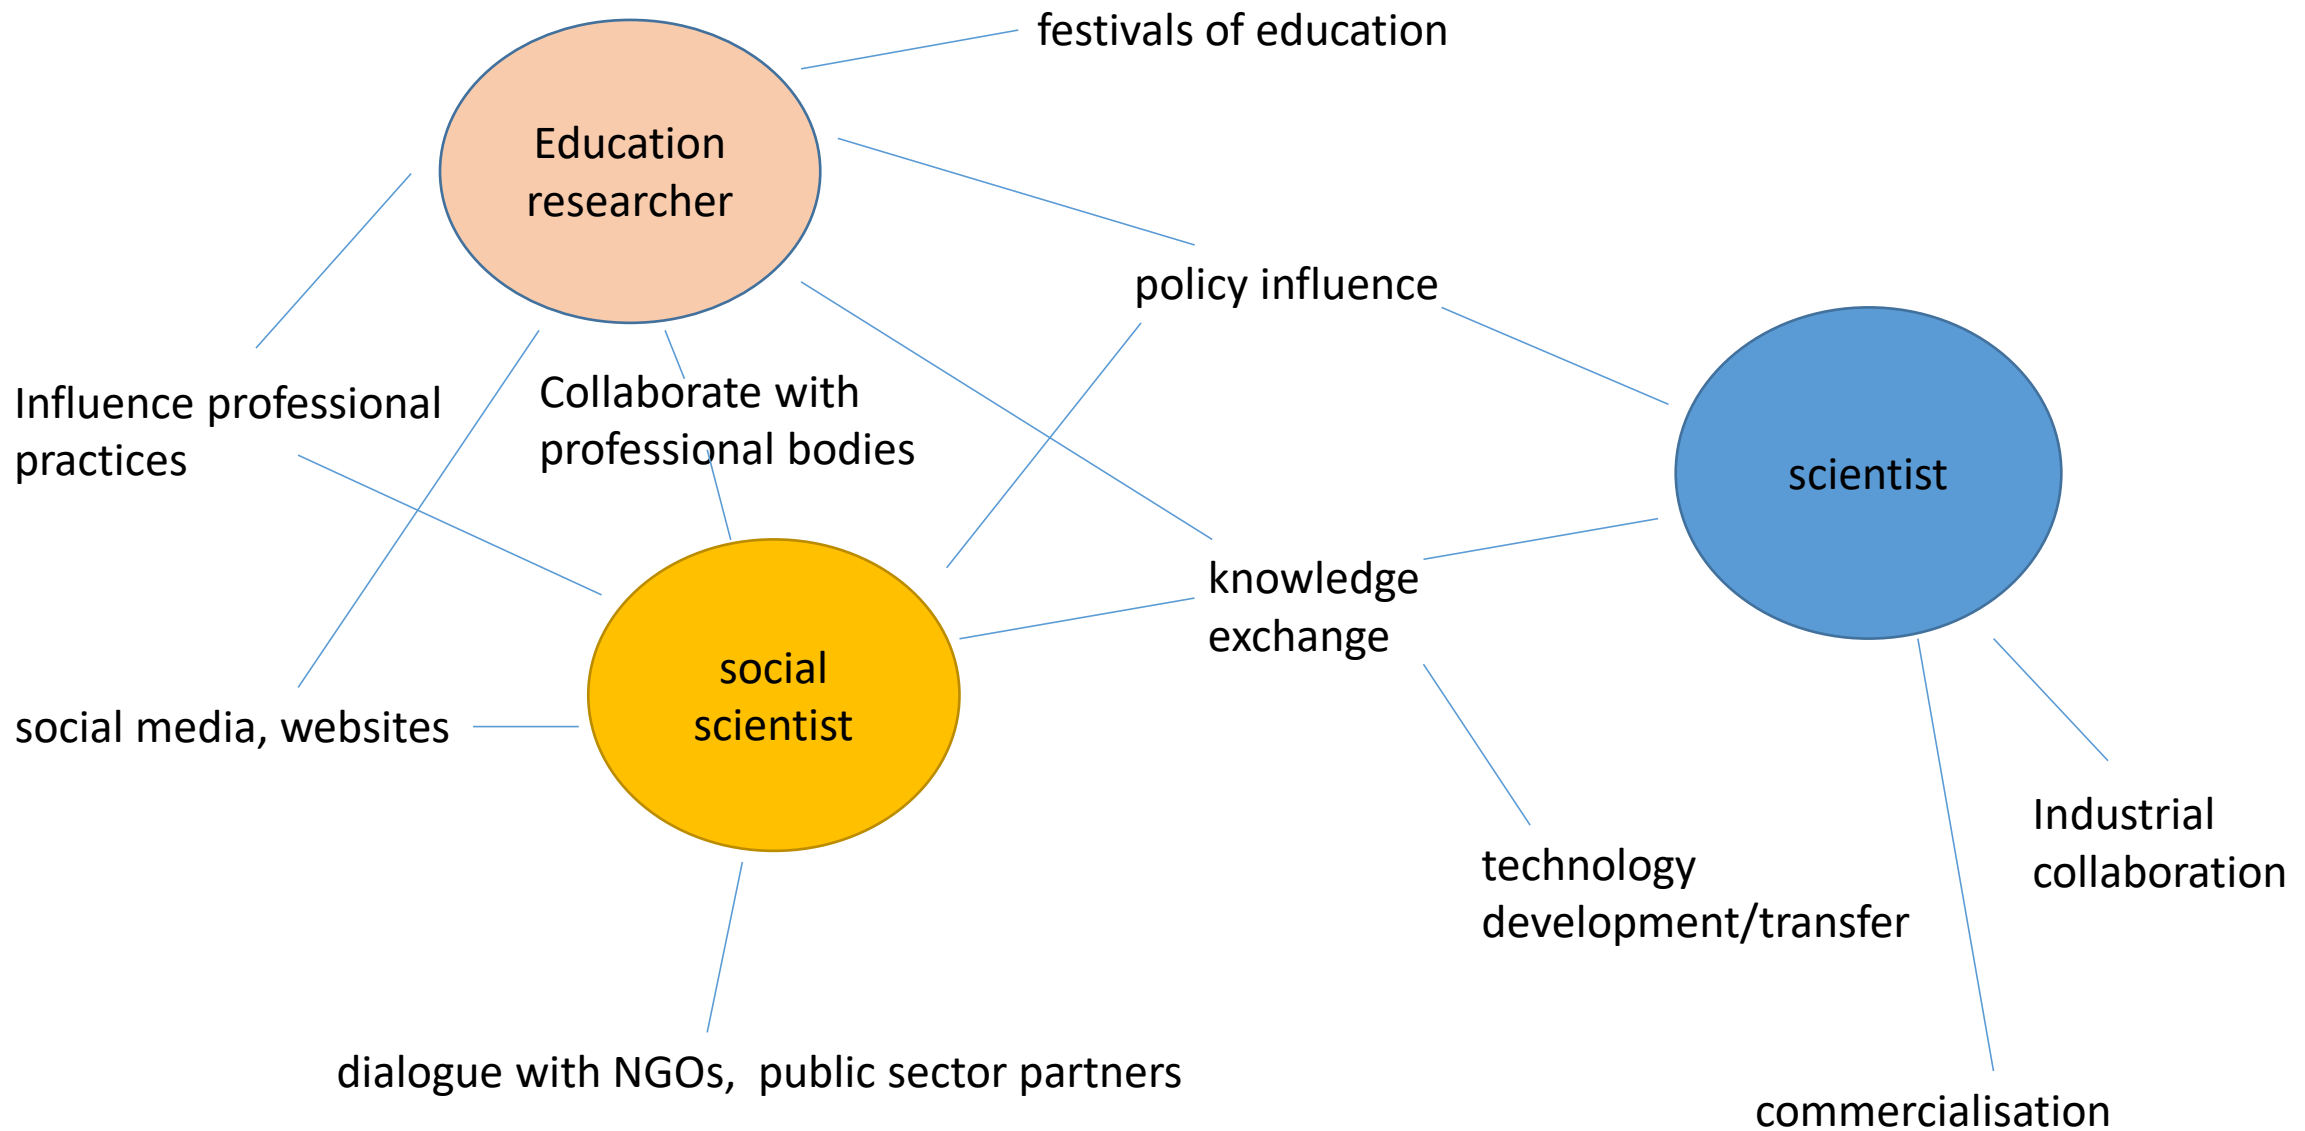 festivals of education
Education
researcher
policy influence
Influence professional
practices
Collaborate with
professional bodies
scientist
knowledge
exchange
social
scientist
social media, websites
Industrial
collaboration
technology
development/transfer
dialogue with NGOs,  public sector partners
commercialisation